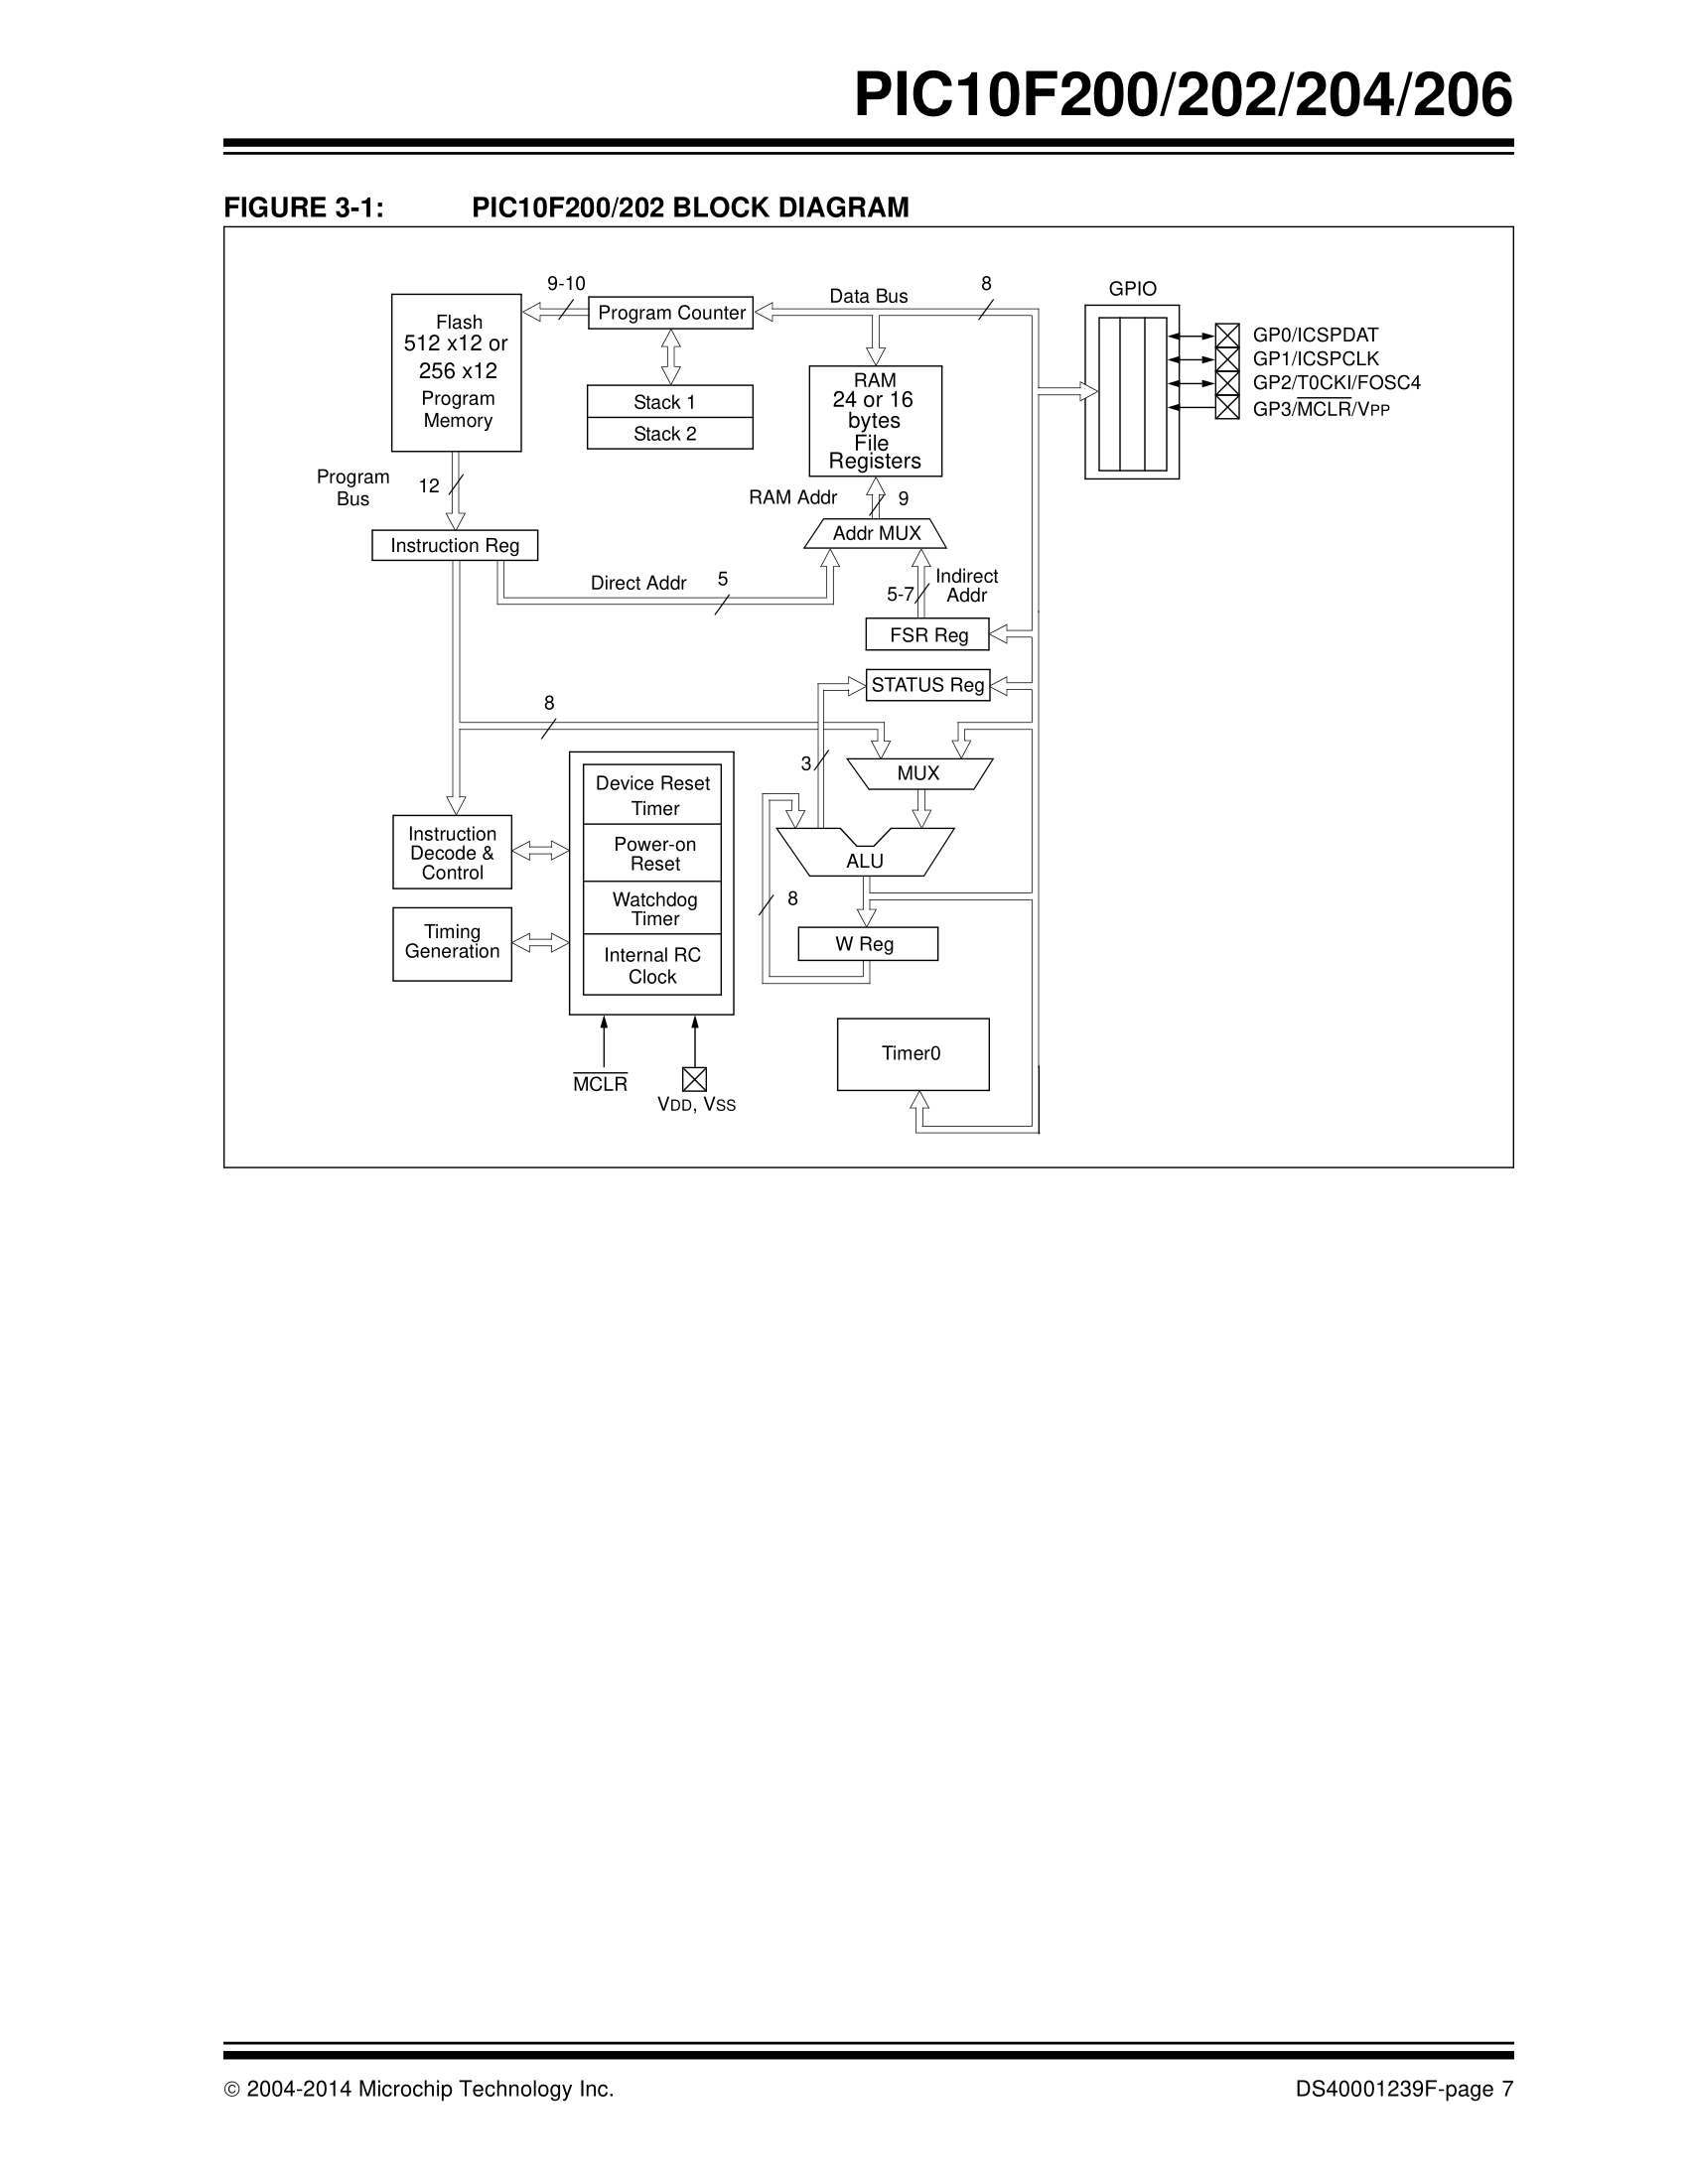 PIC10F200/202/204/206
FIGURE 3-1: PIC10F200/202 BLOCK DIAGRAM
9-10
Data Bus
8
GPIO
Flash
512 x12 or
256 x12
Program
Memory
Program Counter
Stack 1
Stack 2
RAM
24 or 16
bytes
File
Registers
GP0/ICSPDAT
GP1/ICSPCLK
GP2/T0CKI/FOSC4
GP3/MCLR/VPP
Program
Bus
12
RAM Addr
9
Addr MUX
Instruction Reg
Direct Addr
5
5-7
Indirect
Addr
FSR Reg
STATUS Reg
8
3
MUX
Device Reset
Timer
Power-on
Reset
Watchdog
Timer
Internal RC
Clock
Instruction
Decode &
Control
Timing
Generation
ALU
8
W Reg
Timer0
MCLR
VDD, VSS
© 2004-2014 Microchip Technology Inc.
DS40001239F-page 7